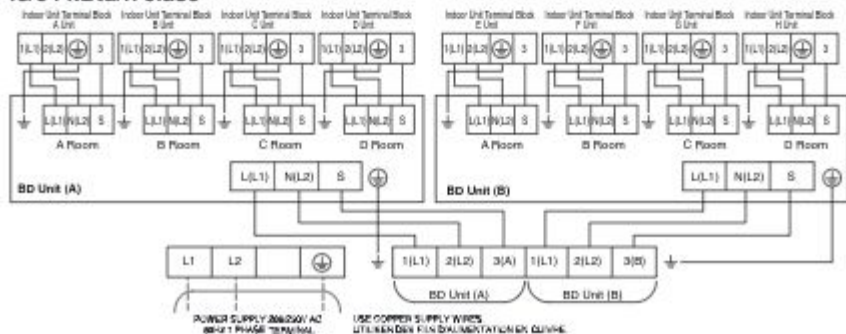 Indoor Unit Terminal Block Indoor Unit Terminal Block Indoor Unit Terminal Block Indoor Unit Terminal Block Indoor Unit Terminal Block Indoor Unit Terminal Block Indoor Unit Terminal Block Indoor Unit Terminal Block
A Unit B Unit C Unit D Unit E Unit F Unit G Unit H Unit
1(L1) 2(L2) 3 1(L1) 2(L2) 3 1(L1) 2(L2) 3 1(L1) 2(L2) 3 1(L1) 2(L2) 3 1(L1) 2(L2) 3 1(L1) 2(L2) 3 1(L1) 2(L2) 3
L(L1) N(L2) S L(L1) N(L2) S L(L1) N(L2) S L(L1) N(L2) S L(L1) N(L2) S L(L1) N(L2) S L(L1) N(L2) S L(L1) N(L2) S
A Room B Room C Room D Room A Room B Room C Room D Room
L(L1) N(L2) S L(L1) N(L2) S
BD Unit (A) BD Unit (B)
L1 L2 1(L1) 2(L2) 3(A) 1(L1) 2(L2) 3(B)
BD Unit (A) BD Unit (B)
POWER SUPPLY 208/230V AC USE COPPER SUPPLY WIRES
1 PHASE TERMINAL